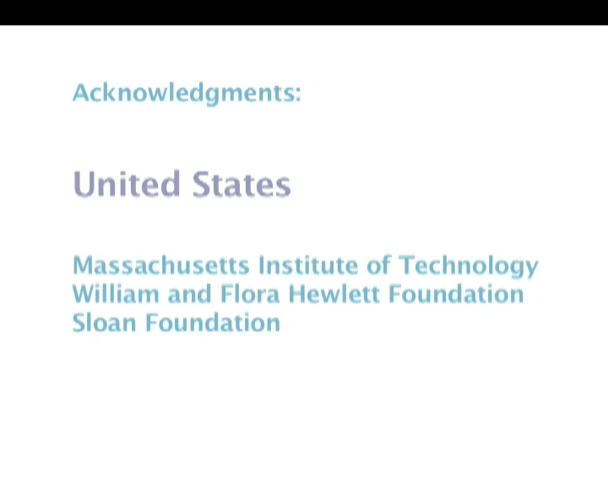 Acknowledgments:
United States
Massachusetts Institute of Technology
William and Flora Hewlett Foundation
Sloan Foundation